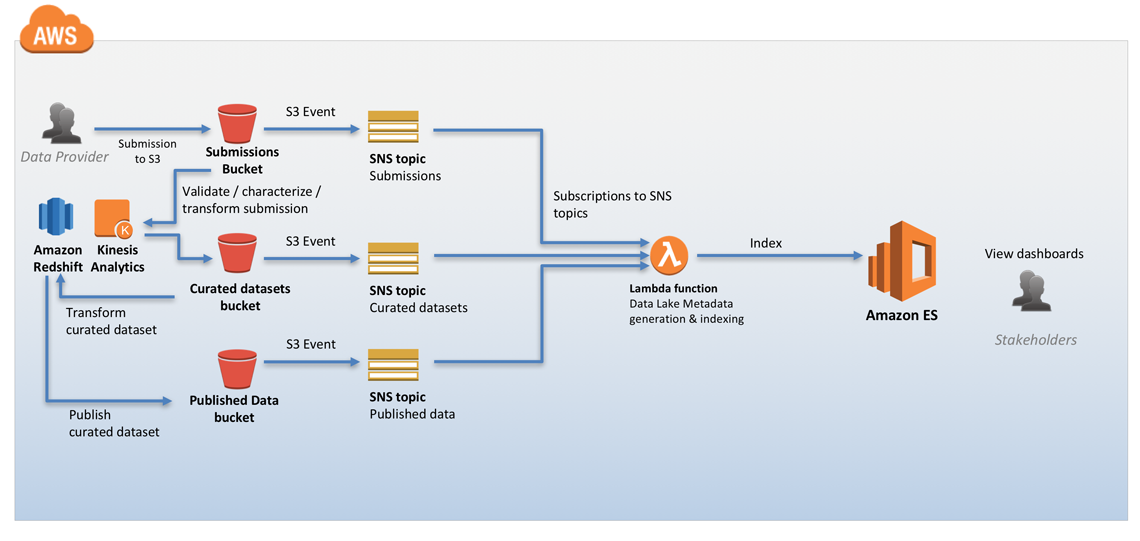 AWS
S3 Event
Submission
to S3
Data Provider
Submissions
Bucket
SNS topic
Submissions
Validate / characterize /
transform submission
Subscriptions to SNS
topics
Amazon
Redshift
K
Kinesis
Analytics
S3 Event
λ
Index
View dashboards
Curated datasets
bucket
SNS topic
Curated datasets
Lambda function
Data Lake Metadata
generation & indexing
Amazon ES
Stakeholders
Transform
curated dataset
S3 Event
Published Data
bucket
SNS topic
Published data
Publish
curated dataset